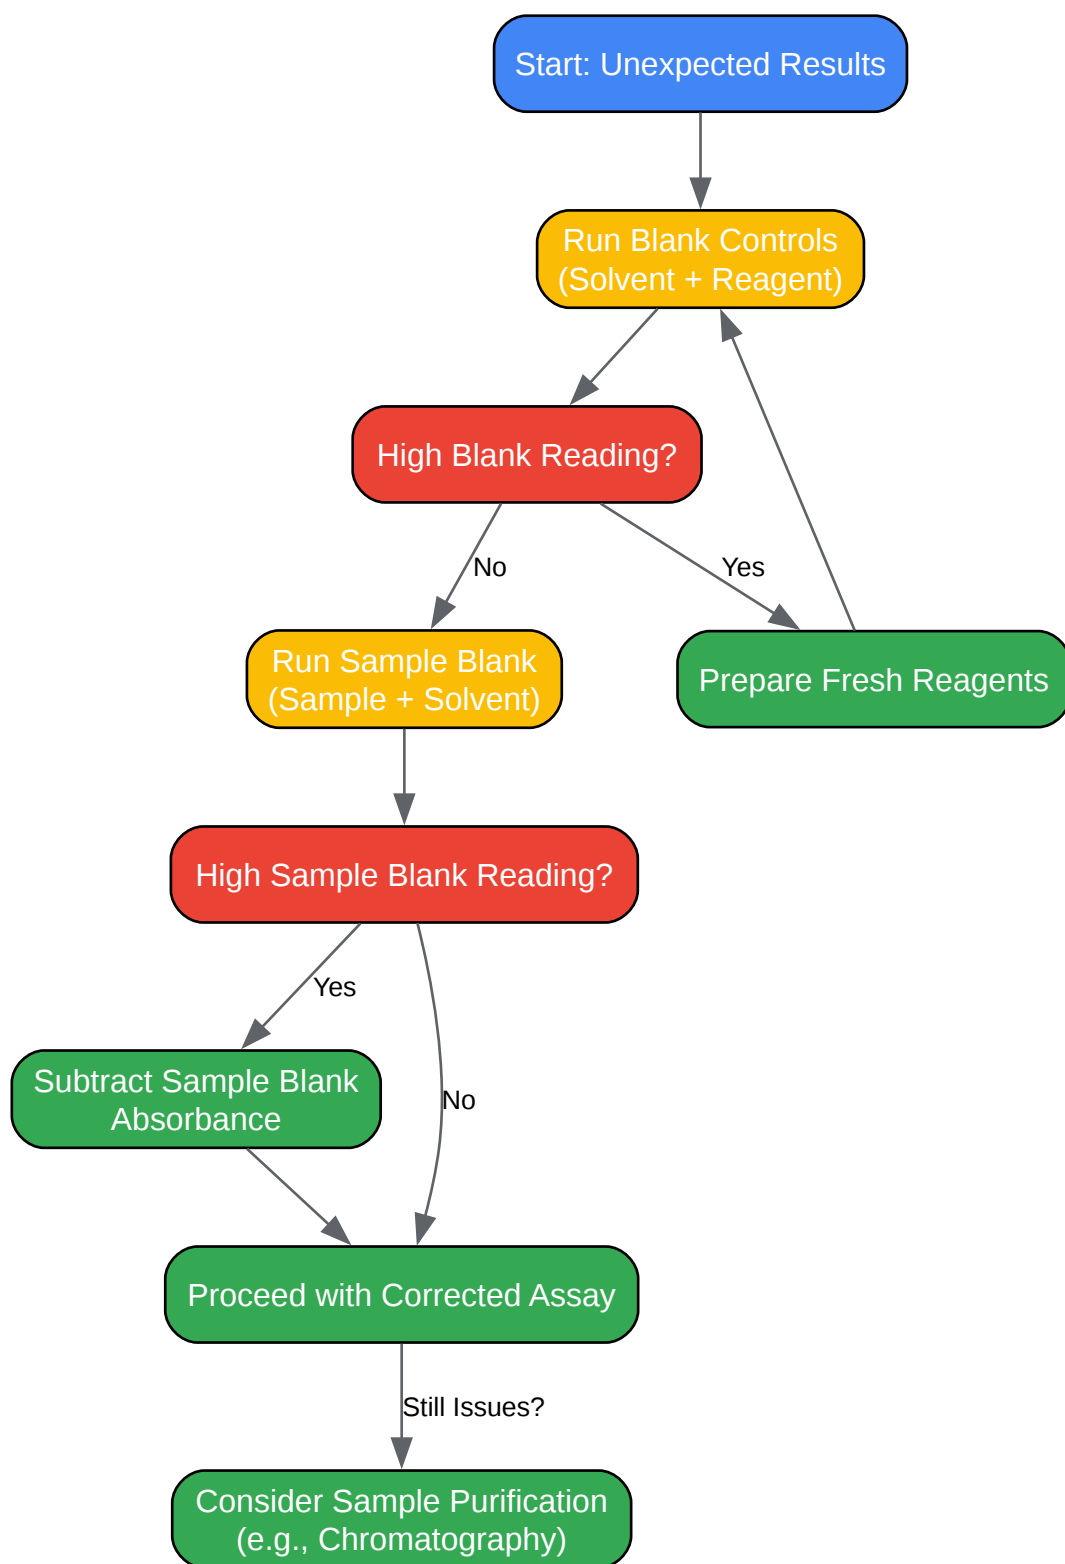 Start: Unexpected Results
Run Blank Controls
(Solvent + Reagent)
High Blank Reading?
No
Yes
Run Sample Blank
(Sample + Solvent)
Prepare Fresh Reagents
High Sample Blank Reading?
Yes
Subtract Sample Blank
Absorbance
No
Proceed with Corrected Assay
Still Issues?
Consider Sample Purification
(e.g., Chromatography)